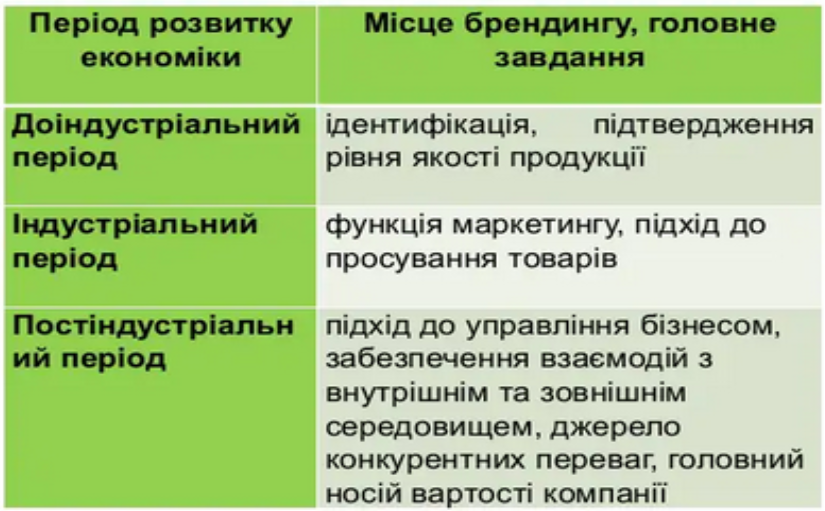 Період розвитку
економіки
Місце брендингу, головне
завдання
Доіндустріальний
період
ідентифікація, підтвердження
рівня якості продукції
Індустріальний
період
функція маркетингу, підхід до
просування товарів
Постіндустріальн
ий період
підхід до управління бізнесом,
забезпечення взаємодій з
внутрішнім та зовнішнім
середовищем, джерело
конкурентних переваг, головний
носій вартості компанії